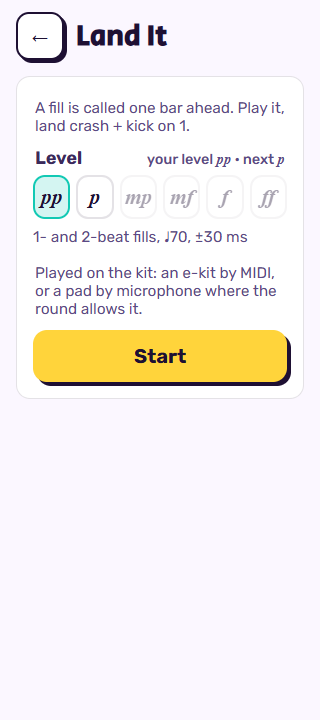 ← Land It
A fill is called one bar ahead. Play it,
land crash + kick on 1.
Level your level pp • next p
pp p mp mf f ff
1- and 2-beat fills, ♩70, ±30 ms
Played on the kit: an e-kit by MIDI,
or a pad by microphone where the
round allows it.
Start